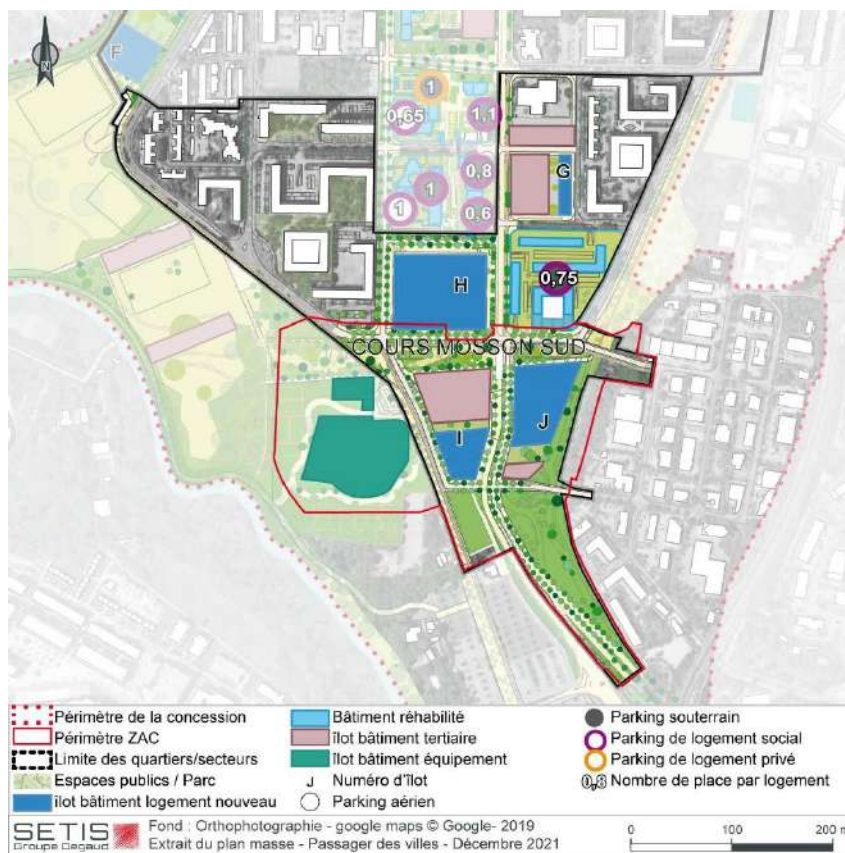 F
N
1
0,65
1,1
G
0,8
1
1
0,6
H
0,75
COURS MOSSON SUD
I
J
Périmètre de la concession
Périmètre ZAC
Limite des quartiers/secteurs
Espaces publics / Parc
îlot bâtiment logement nouveau
Bâtiment réhabilité
îlot bâtiment tertiaire
îlot bâtiment équipement
J Numéro d'îlot
Parking aérien
Parking souterrain
Parking de logement social
Parking de logement privé
0,8 Nombre de place par logement
SETIS
Groupe Degaud
Fond : Orthophotographie - google maps © Google- 2019
Extrait du plan masse - Passager des villes - Décembre 2021
0 100 200 m